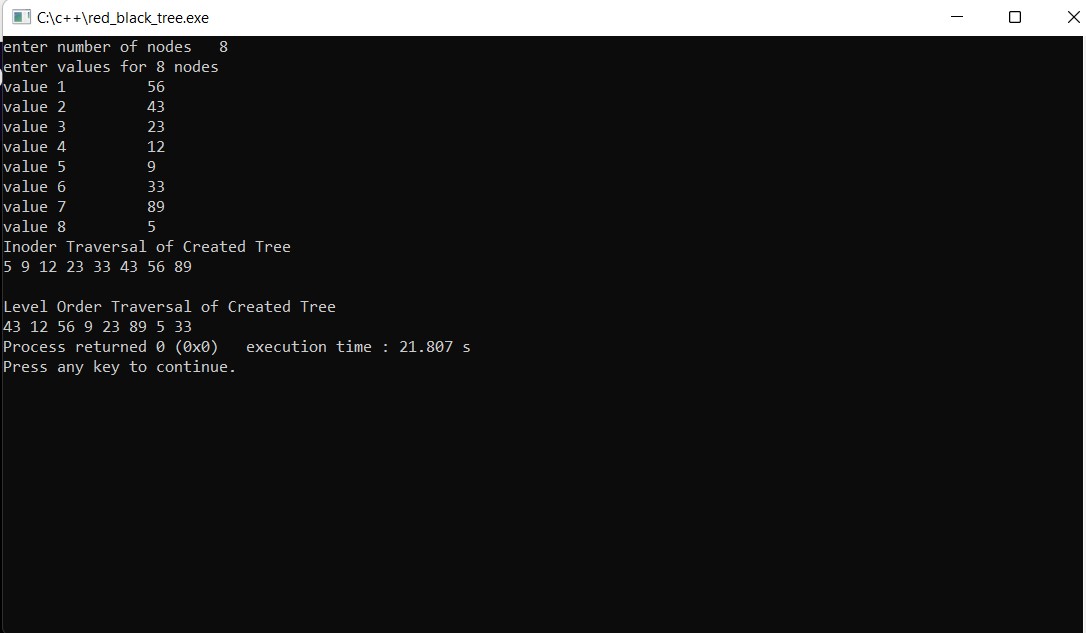 C:\c++\red_black_tree.exe
enter number of nodes   8
enter values for 8 nodes
value 1         56
value 2         43
value 3         23
value 4         12
value 5         9
value 6         33
value 7         89
value 8         5
Inoder Traversal of Created Tree
5 9 12 23 33 43 56 89
Level Order Traversal of Created Tree
43 12 56 9 23 89 5 33
Process returned 0 (0x0)   execution time : 21.807 s
Press any key to continue.